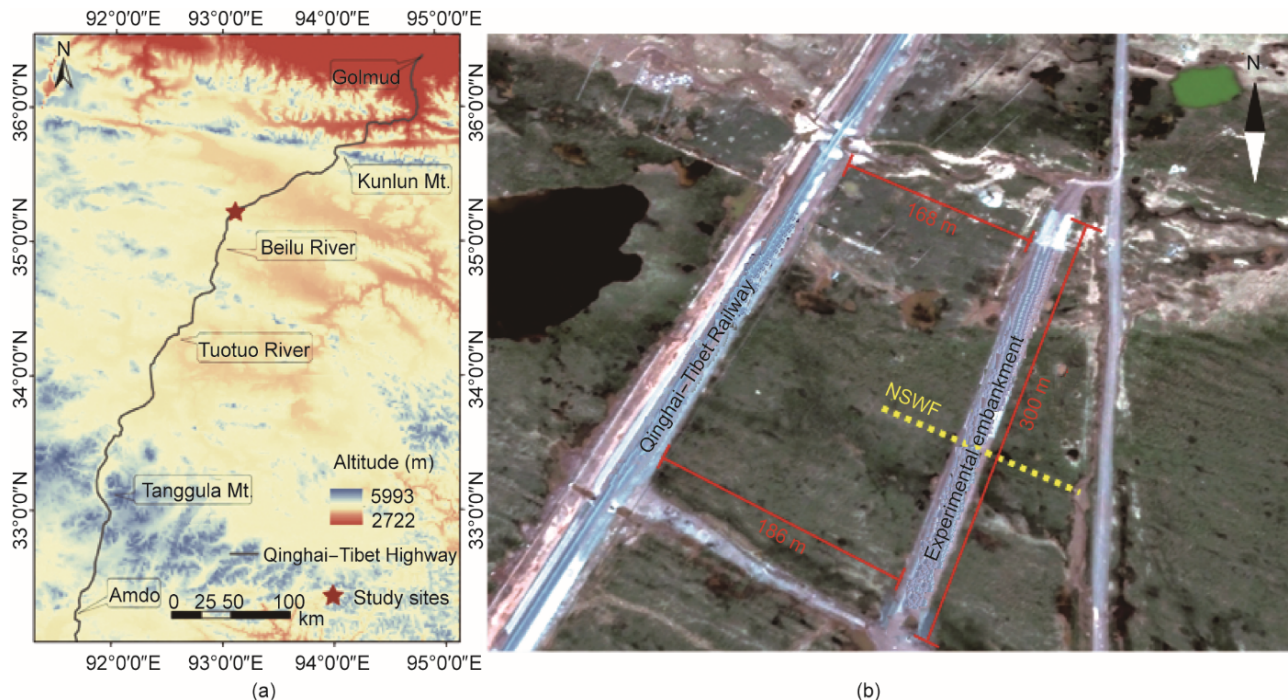 92°0′0″E 93°0′0″E 94°0′0″E 95°0′0″E
N
Golmud
36°0′0″N
36°0′0″N
Kunlun Mt.
35°0′0″N
35°0′0″N
Beilu River
Tuotuo River
34°0′0″N
34°0′0″N
Altitude (m)
5993
2722
Tanggula Mt.
33°0′0″N
33°0′0″N
Qinghai–Tibet Highway
Amdo
0 25 50 100
km
Study sites
92°0′0″E 93°0′0″E 94°0′0″E 95°0′0″E
(a)
N
168 m
Qinghai–Tibet Railway
NSWF
300 m
Experimental embankment
186 m
(b)